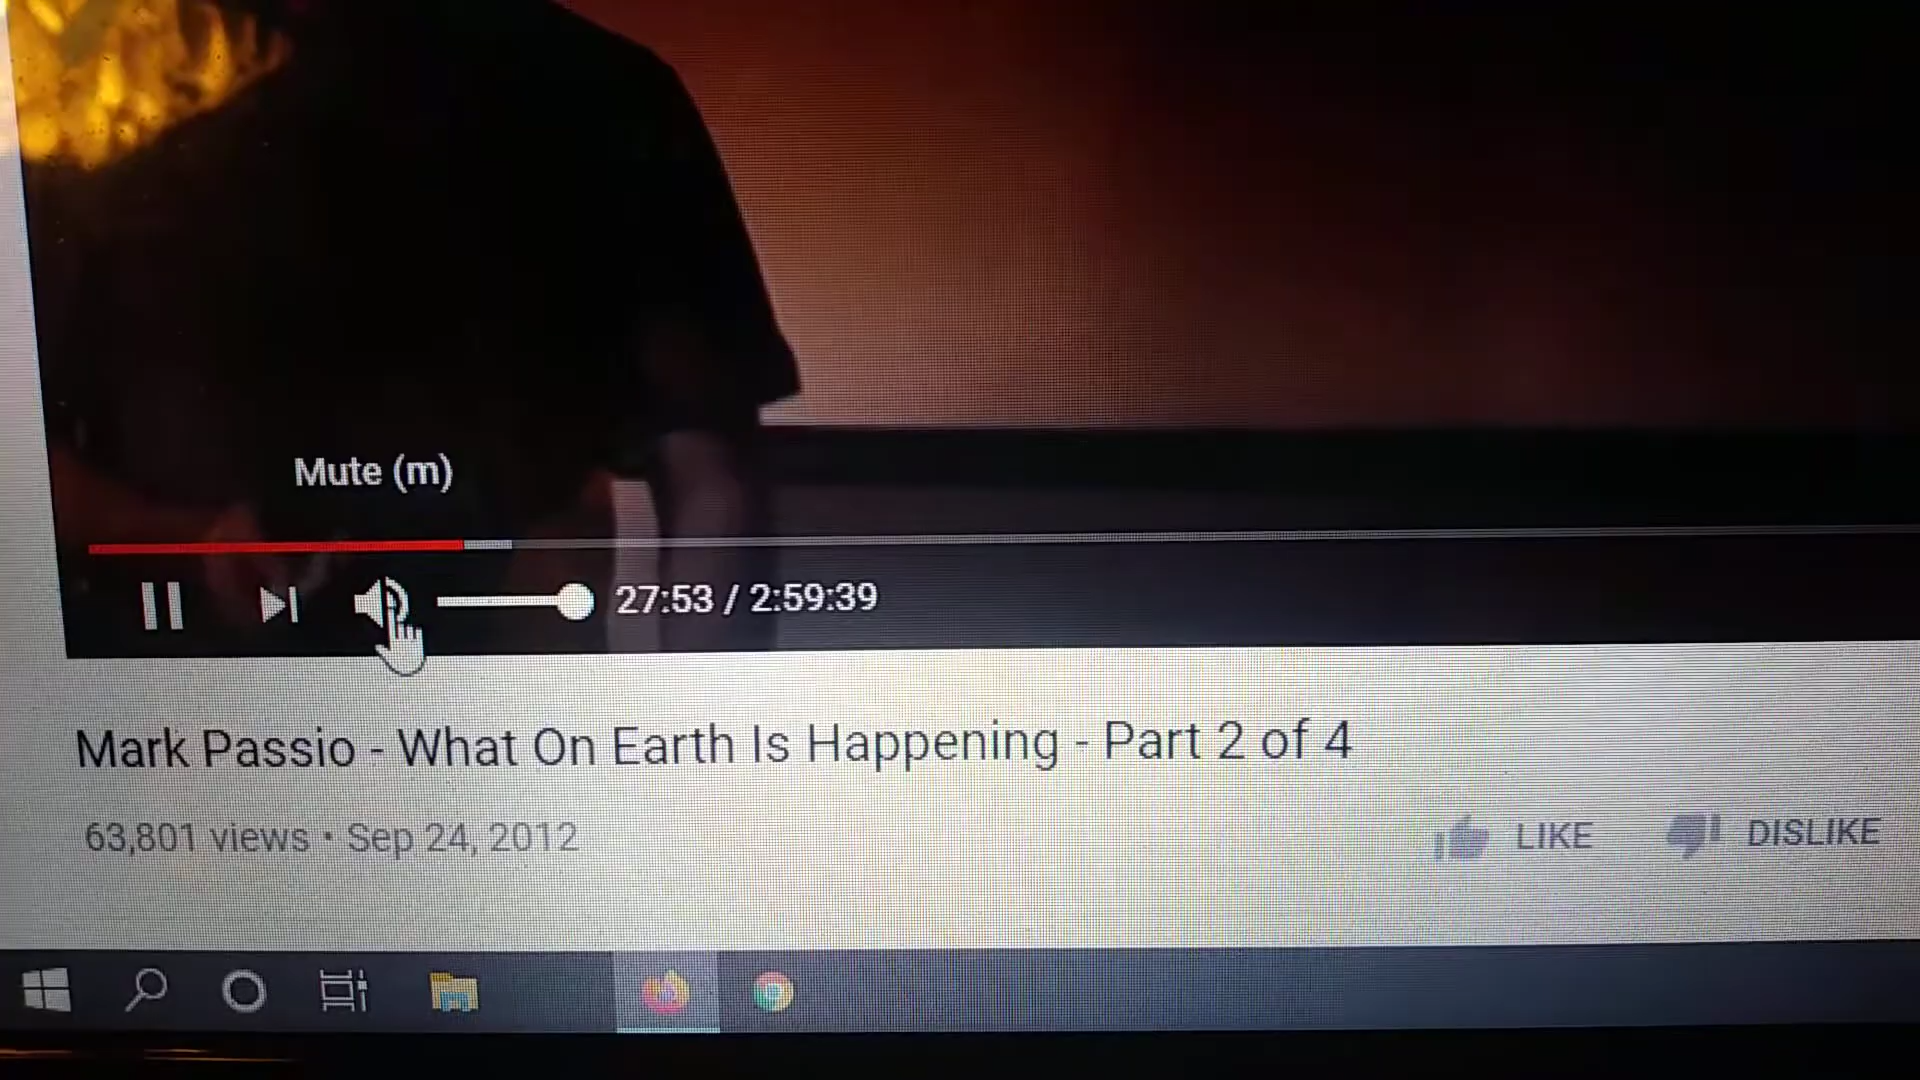 Mute (m)
27:53 / 2:59:39
Mark Passio - What On Earth Is Happening - Part 2 of 4
63,801 views • Sep 24, 2012
LIKE DISLIKE